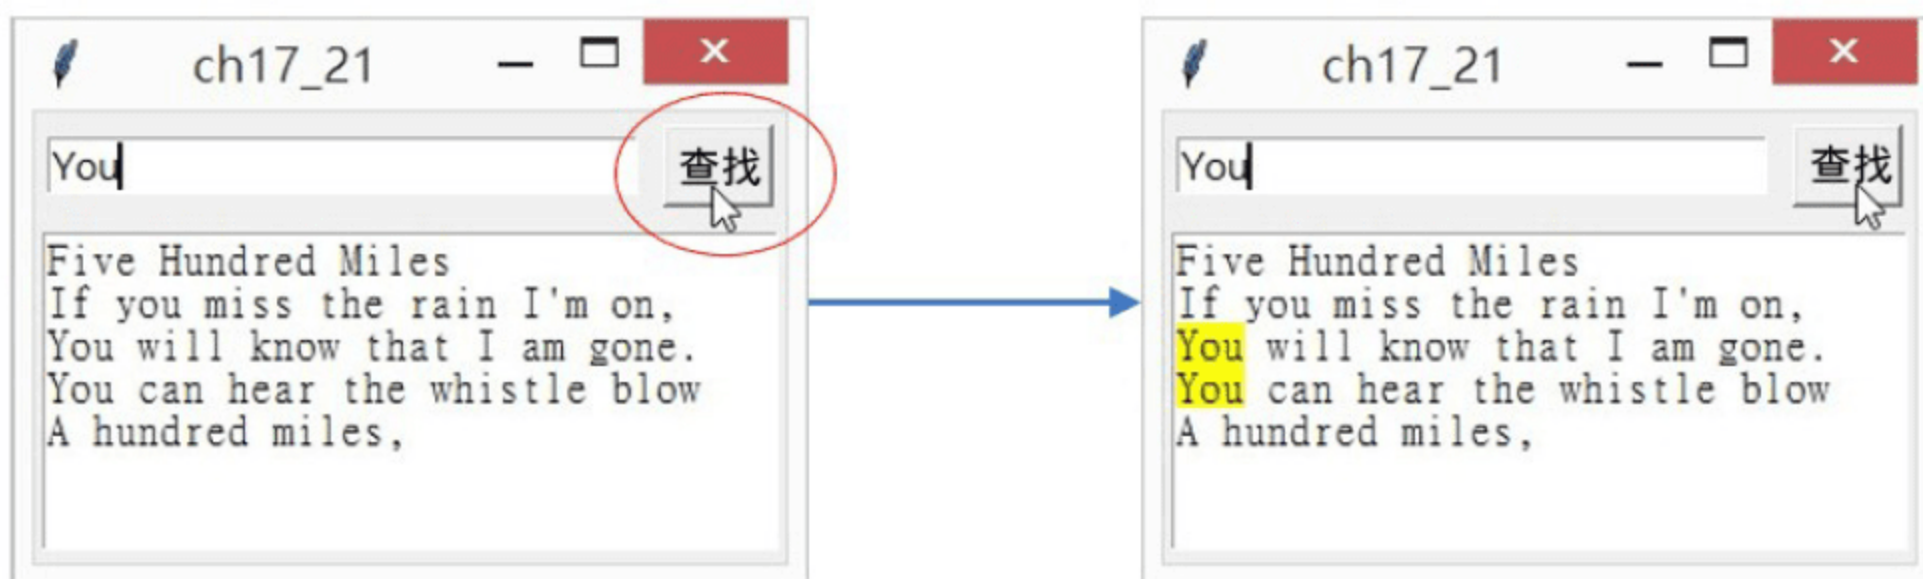 ch17_21
You
查找
Five Hundred Miles
If you miss the rain I'm on,
You will know that I am gone.
You can hear the whistle blow
A hundred miles,
ch17_21
You
查找
Five Hundred Miles
If you miss the rain I'm on,
You will know that I am gone.
You can hear the whistle blow
A hundred miles,